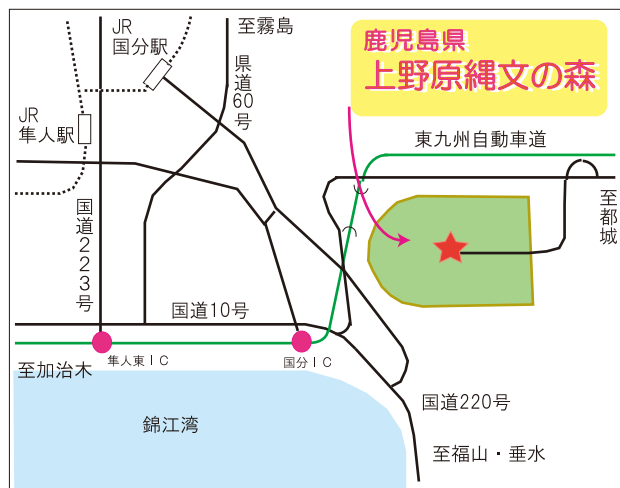 JR
国分駅
至霧島
鹿児島県
上野原縄文の森
県道60号
JR
隼人駅
東九州自動車道
至都城
国道223号
国道10号
至加治木
隼人東IC
国分IC
国道220号
錦江湾
至福山・垂水